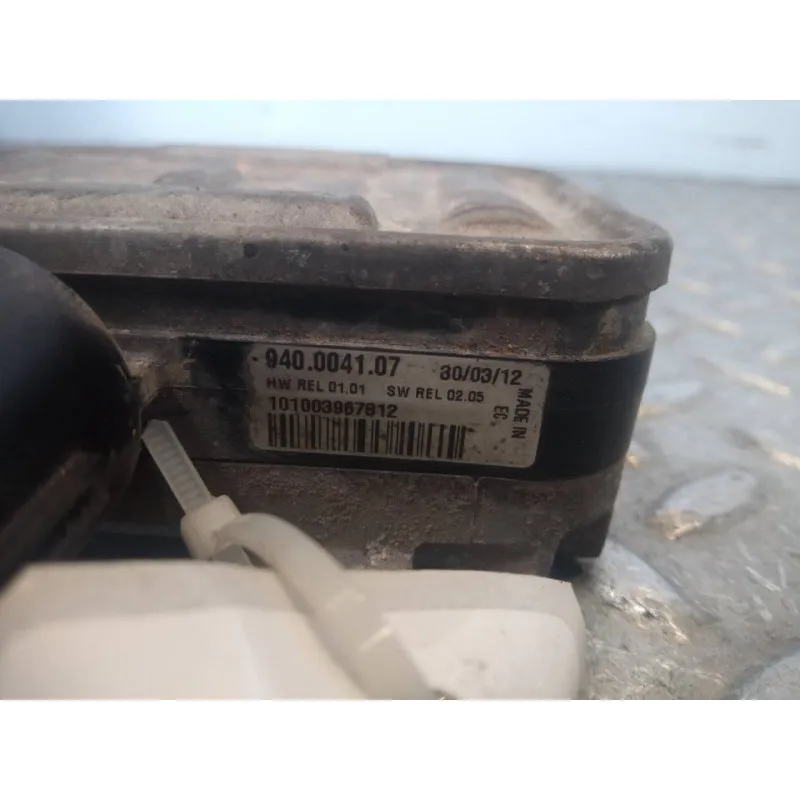 940.0041.07 30/03/12
HW REL 01.01 SW REL 02.05
101003967812
MADE IN
EC